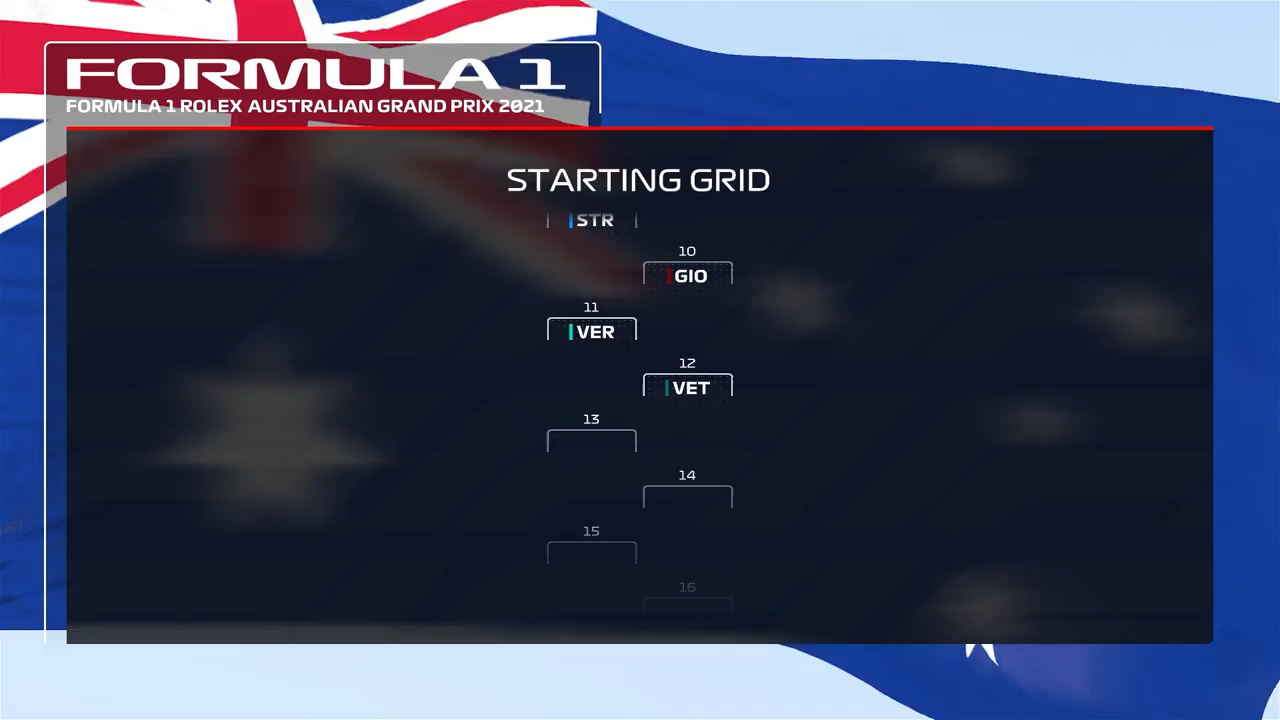 FORMULA 1
FORMULA 1 ROLEX AUSTRALIAN GRAND PRIX 2021
STARTING GRID
STR
10
GIO
11
VER
12
VET
13
14
15
16